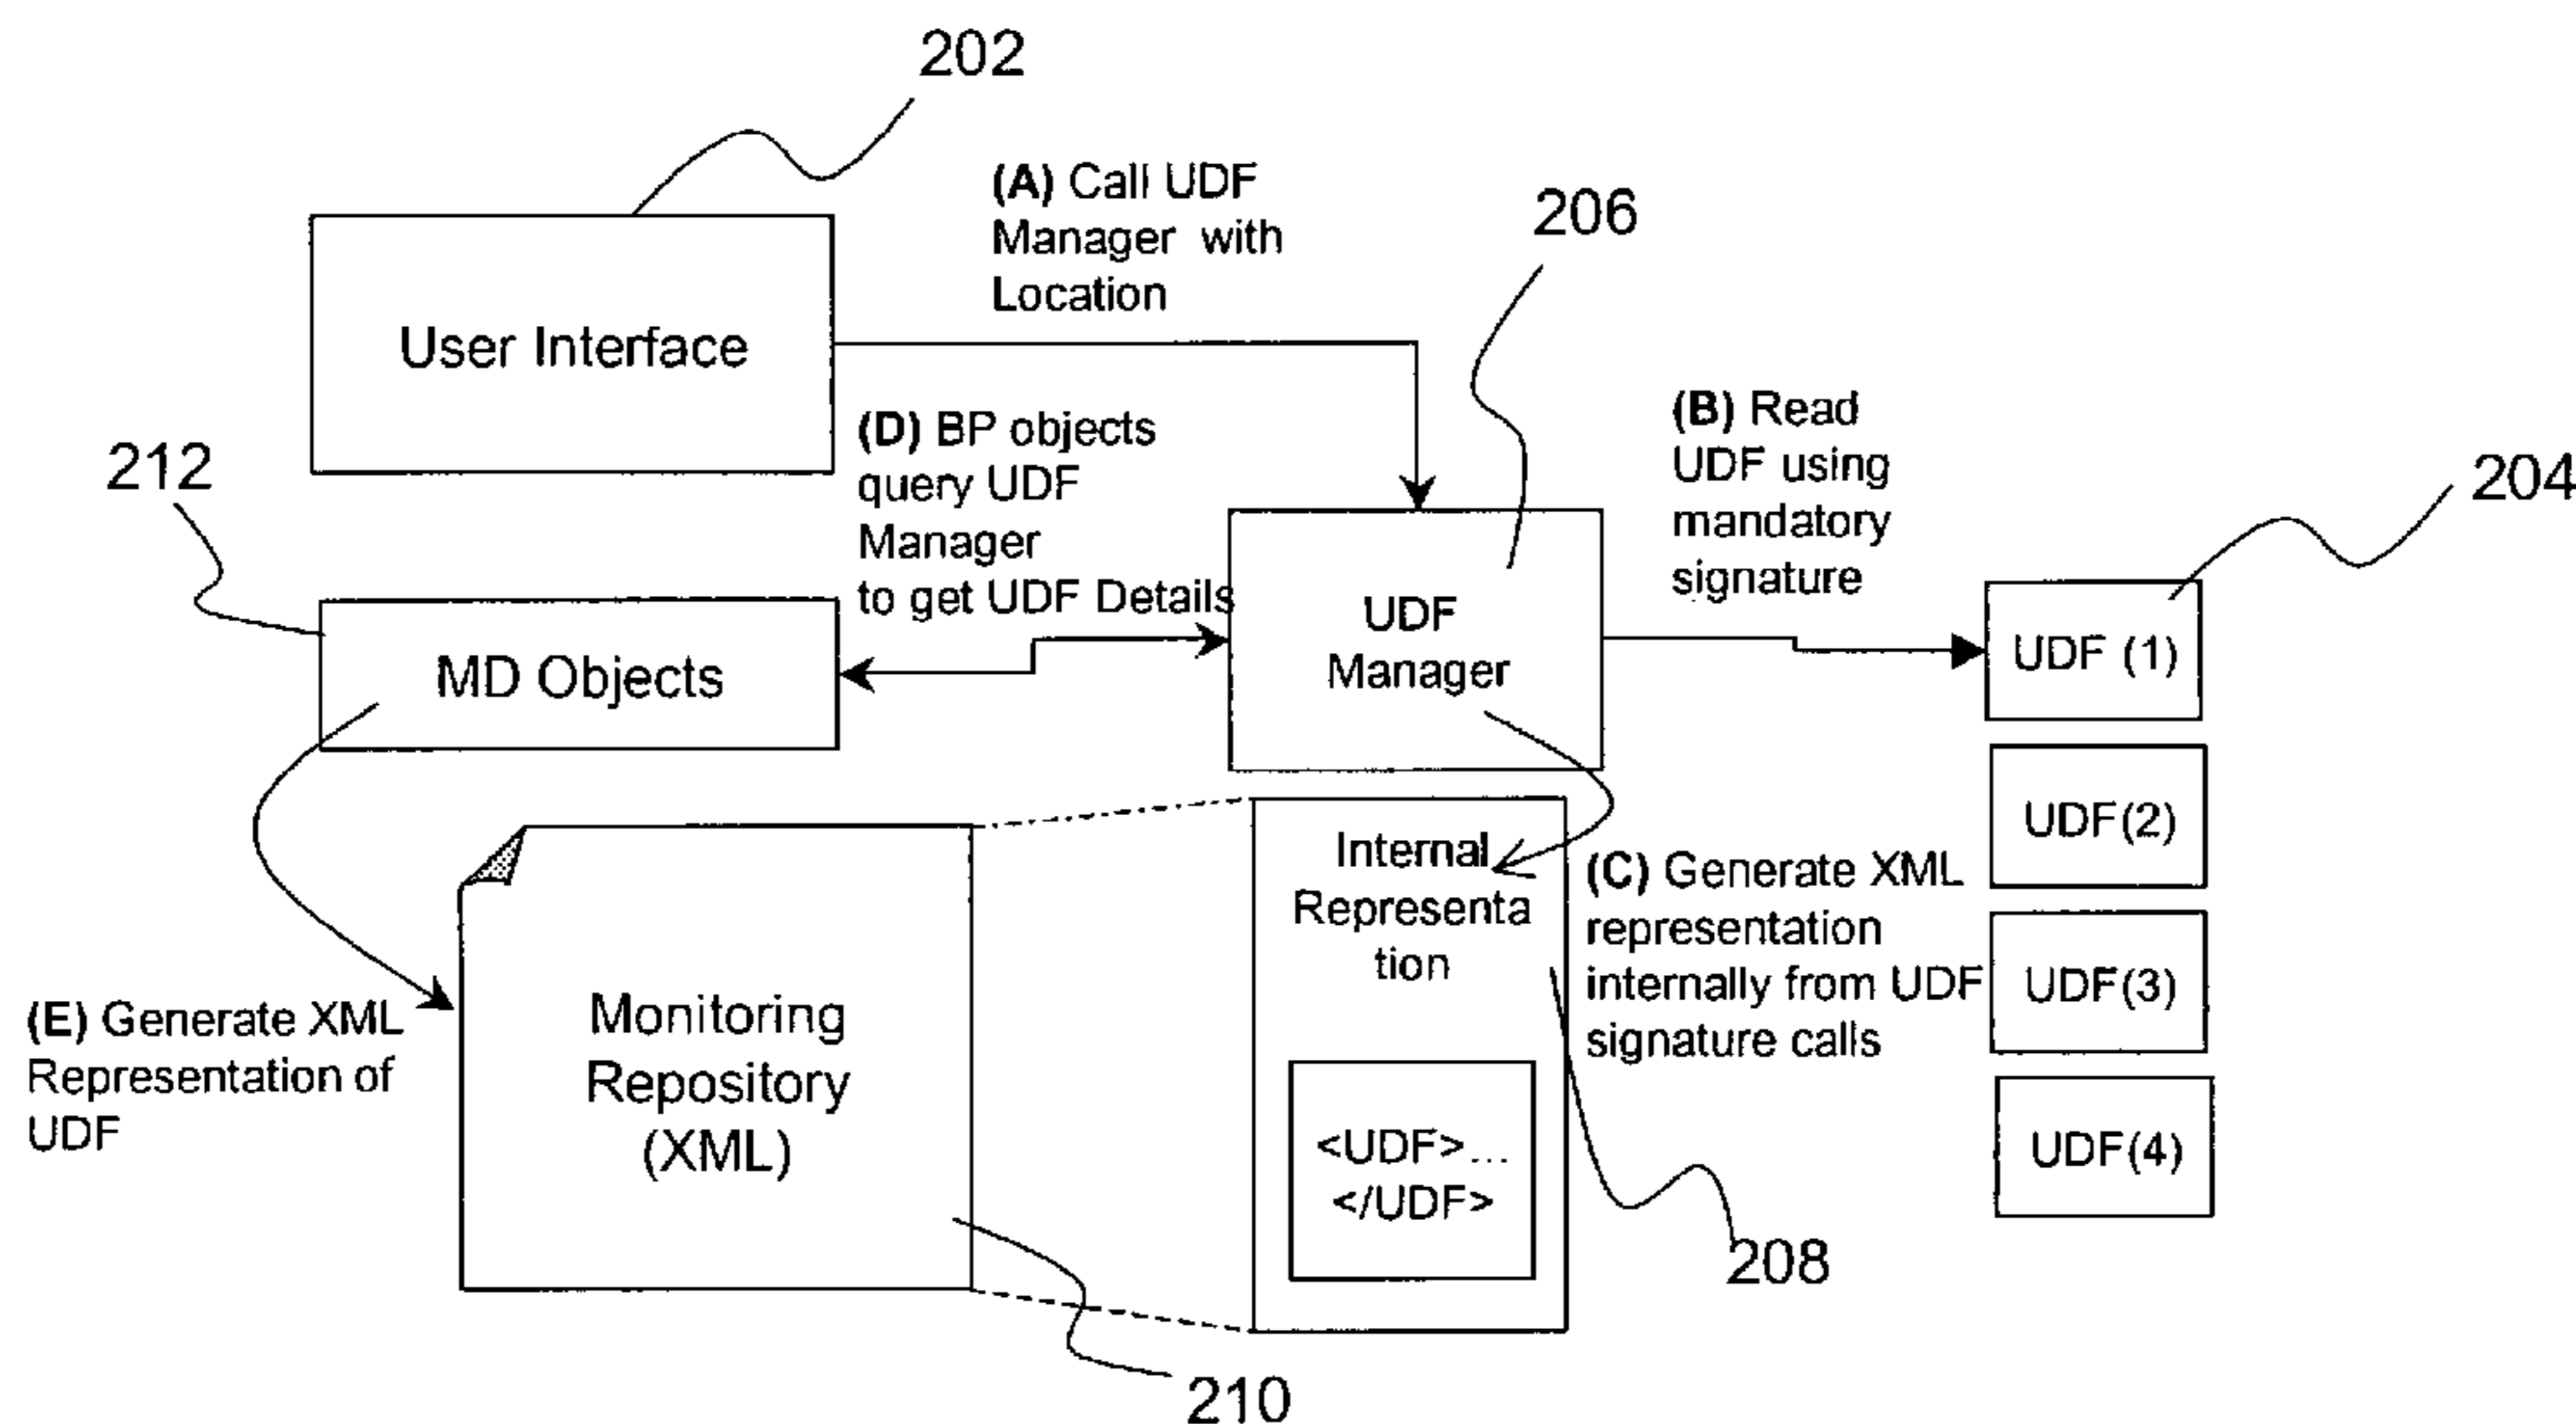 202
(A) Call UDF
Manager with
Location
206
User Interface
(B) Read
UDF using
mandatory
signature
204
212
(D) BP objects
query UDF
Manager
to get UDF Details
UDF
Manager
UDF (1)
MD Objects
UDF(2)
Internal
Representa
tion
(C) Generate XML
representation
internally from UDF
signature calls
UDF(3)
(E) Generate XML
Representation of
UDF
Monitoring
Repository
(XML)
<UDF>...
</UDF>
UDF(4)
208
210